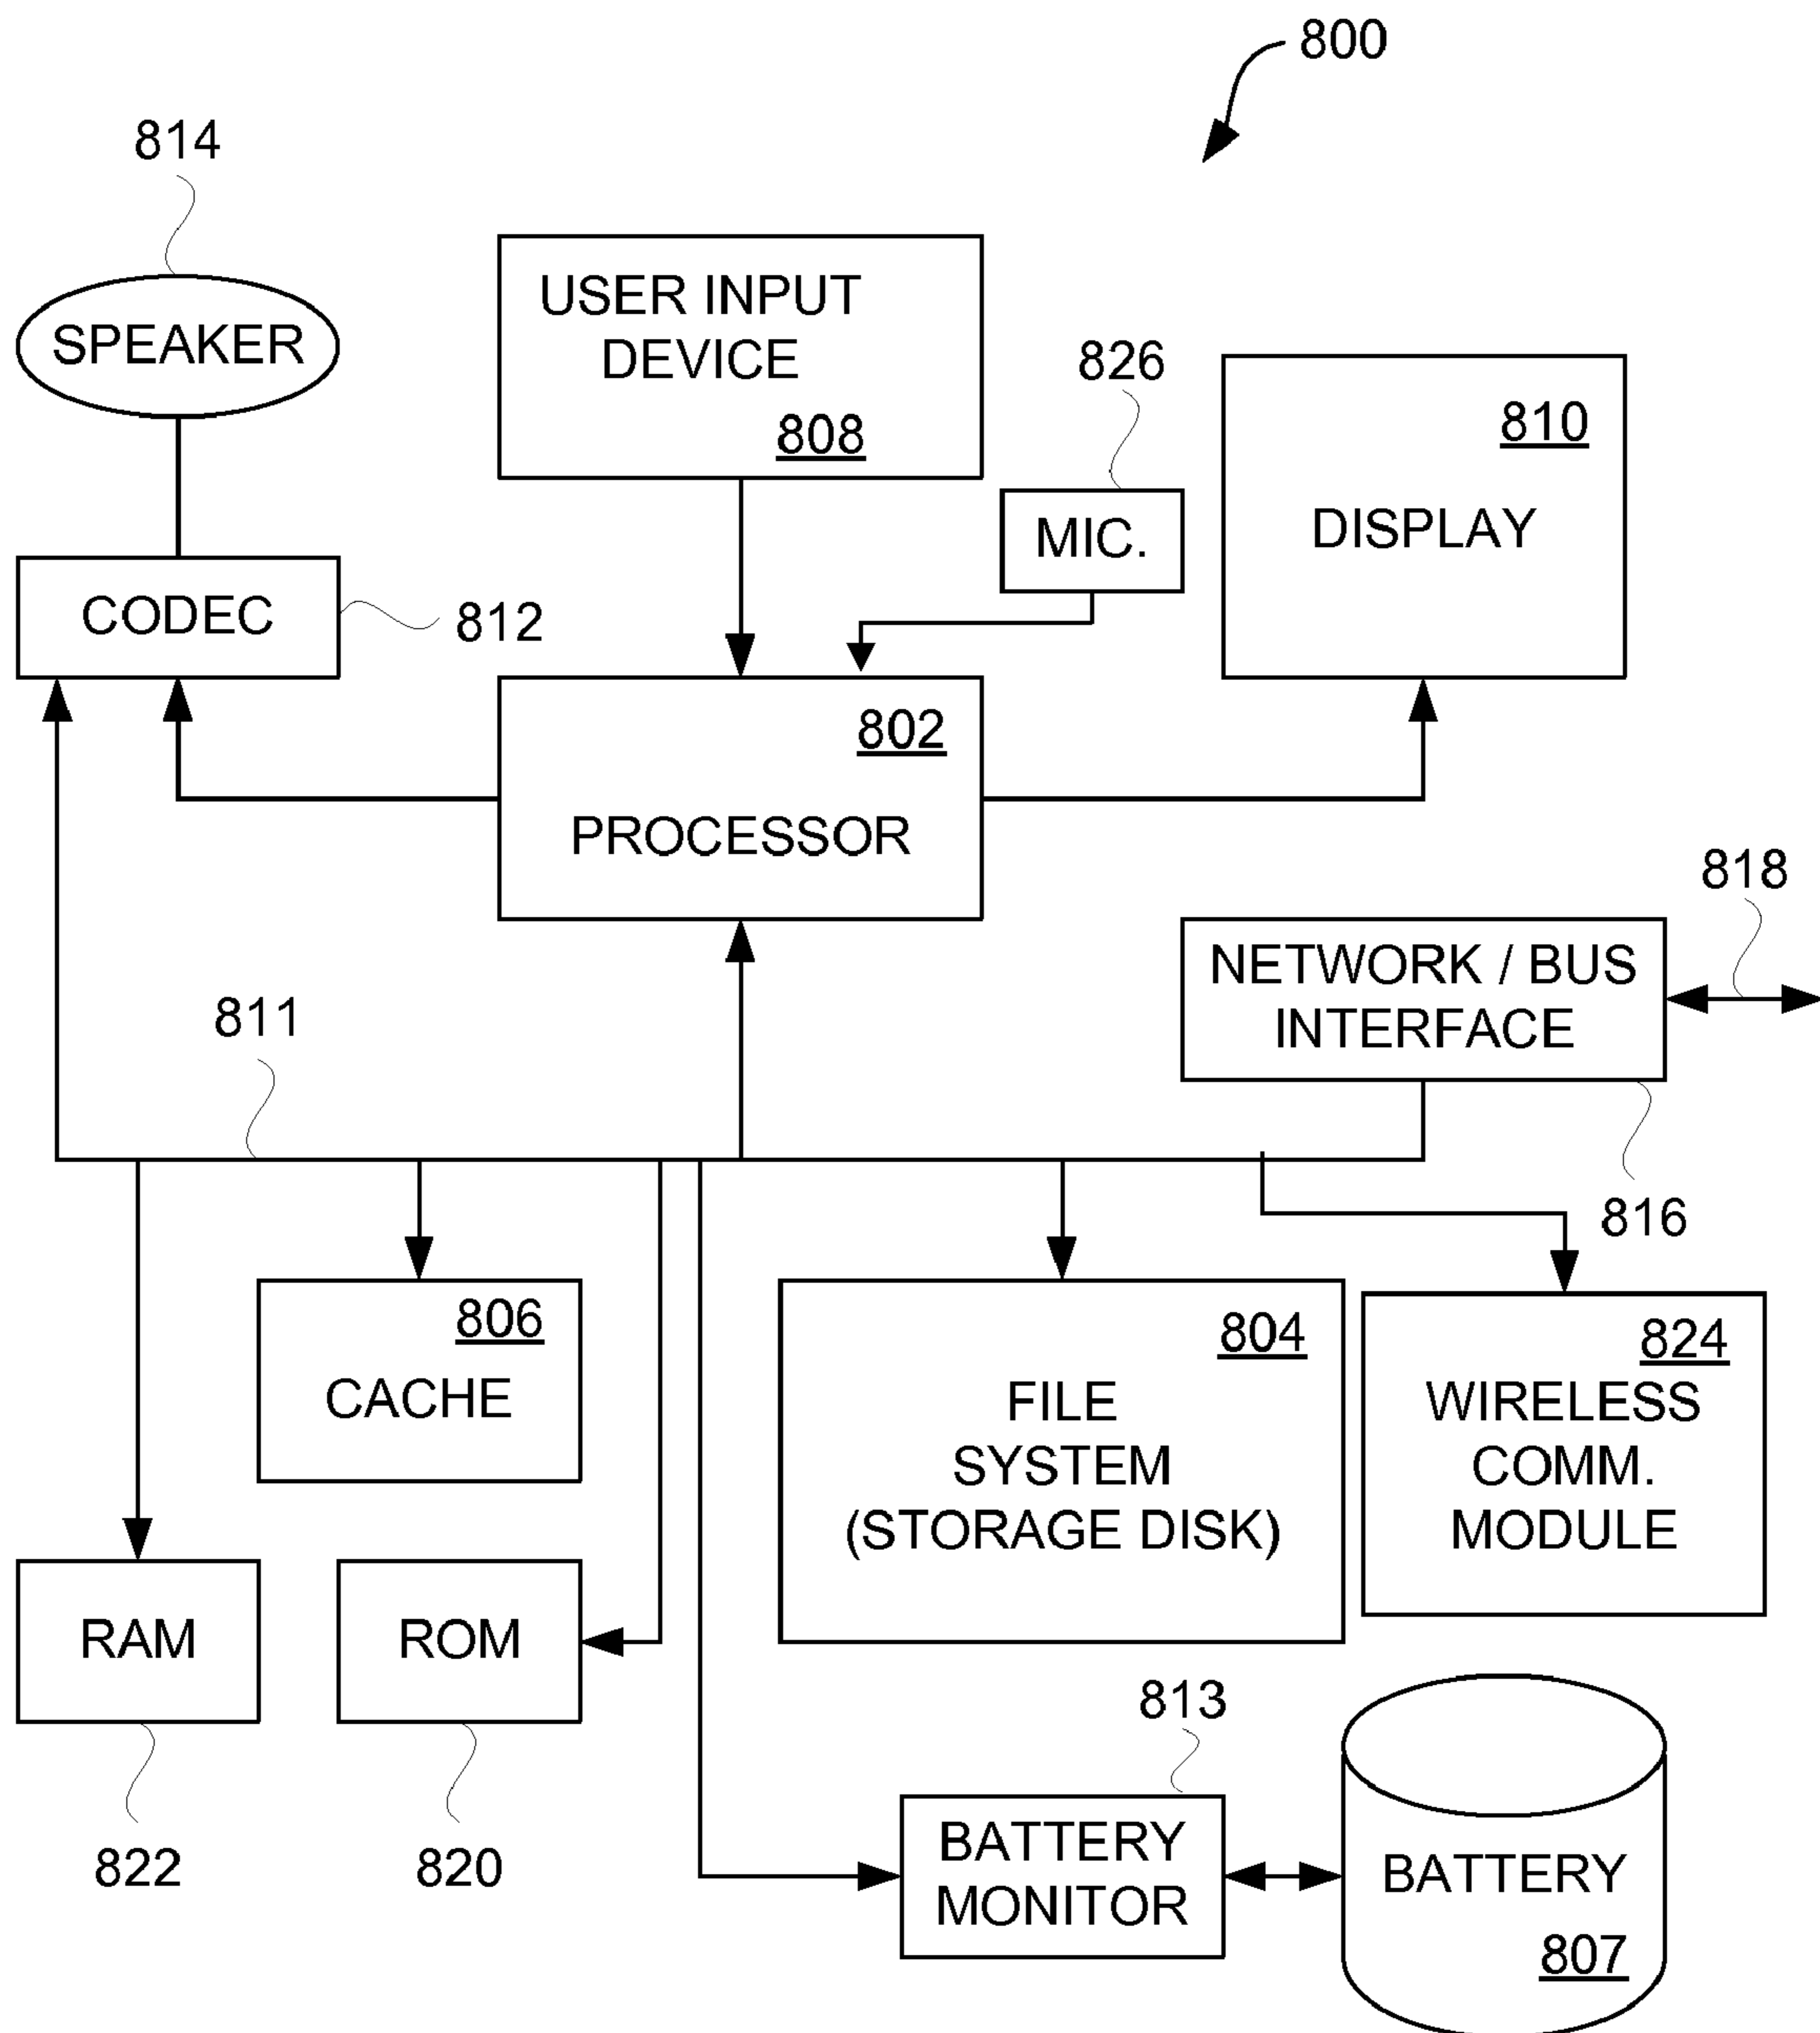 800
814
SPEAKER
USER INPUT
DEVICE
808
826
MIC.
810
DISPLAY
CODEC
812
802
PROCESSOR
818
NETWORK / BUS
INTERFACE
811
816
806
CACHE
804
FILE
SYSTEM
(STORAGE DISK)
824
WIRELESS
COMM.
MODULE
RAM
ROM
822
820
813
BATTERY
MONITOR
BATTERY
807